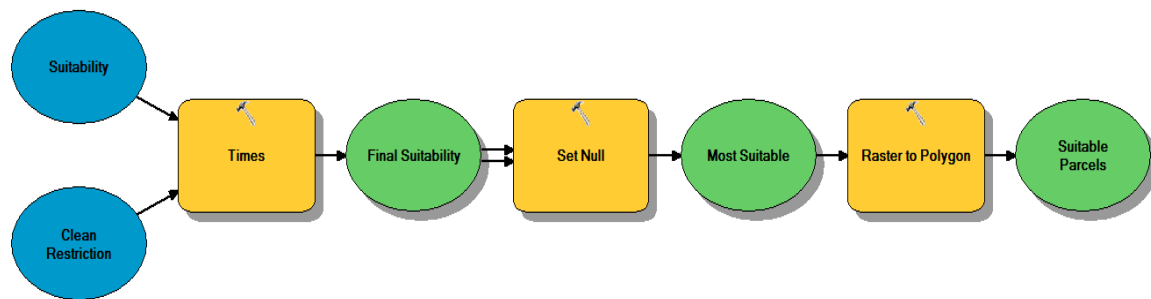 Suitability
Clean
Restriction
Times
Final Suitability
Set Null
Most Suitable
Raster to Polygon
Suitable
Parcels